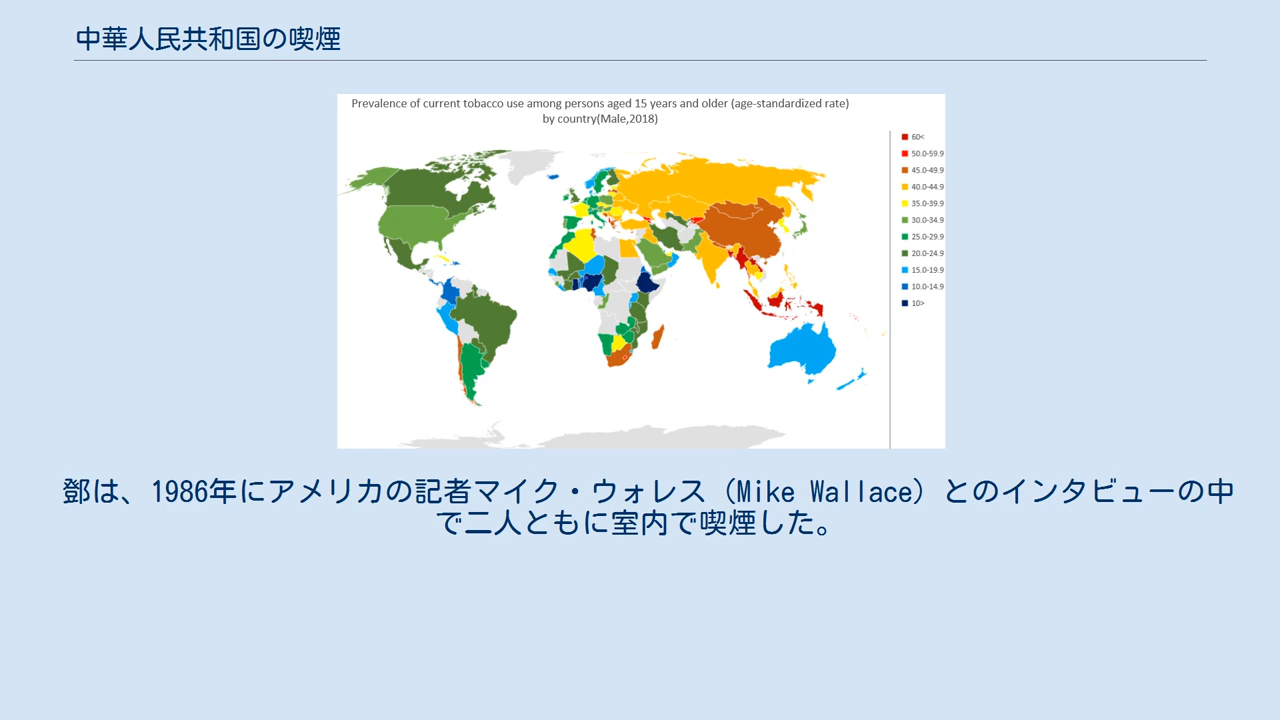 中華人民共和国の喫煙
Prevalence of current tobacco use among persons aged 15 years and older (age-standardized rate)
by country(Male,2018)
60<
50.0-59.9
45.0-49.9
40.0-44.9
35.0-39.9
30.0-34.9
25.0-29.9
20.0-24.9
15.0-19.9
10.0-14.9
10>
鄧は、1986年にアメリカの記者マイク・ウォレス（Mike Wallace）とのインタビューの中
で二人ともに室内で喫煙した。